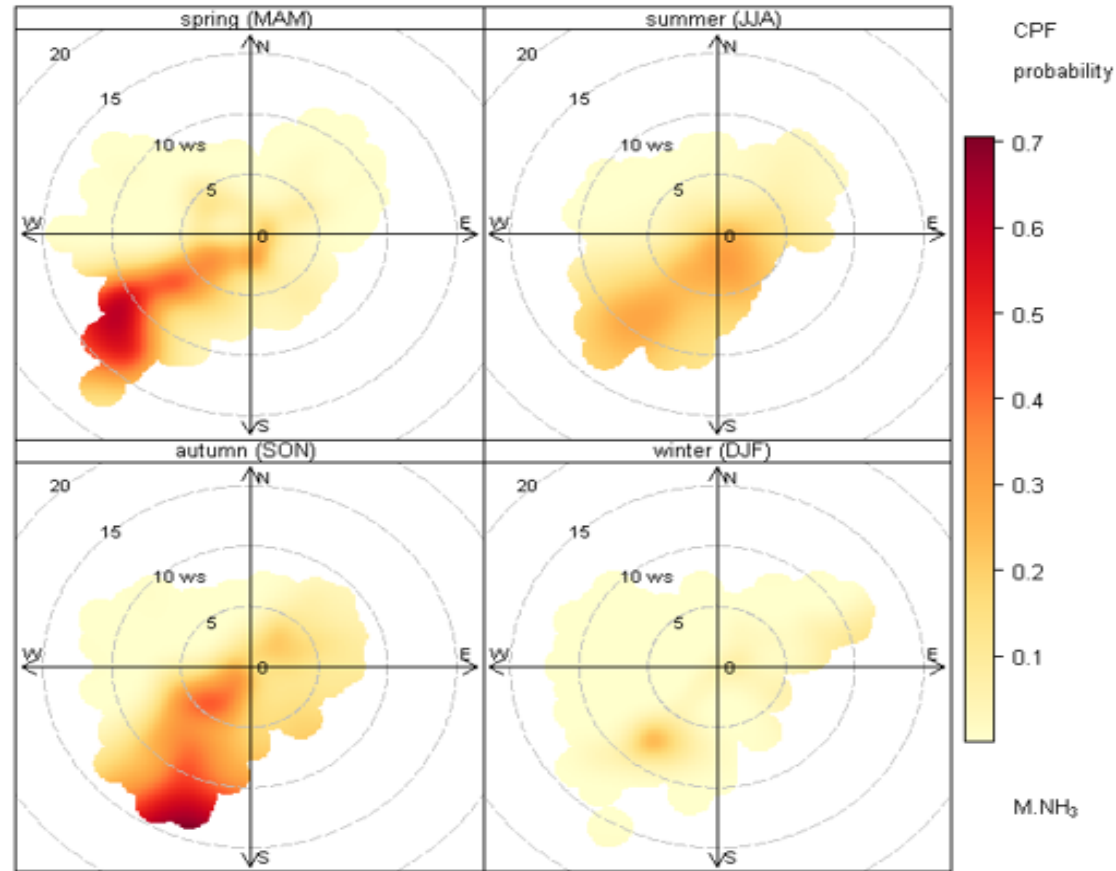 spring (MAM)
20
15
10 ws
5
0
N
E
S
W
summer (JJA)
20
15
10 ws
5
0
N
E
S
W
CPF
probability
0.7
0.6
0.5
0.4
0.3
0.2
0.1
autumn (SON)
20
15
10 ws
5
0
N
E
S
W
winter (DJF)
20
15
10 ws
5
0
N
E
S
W
M.NH₃